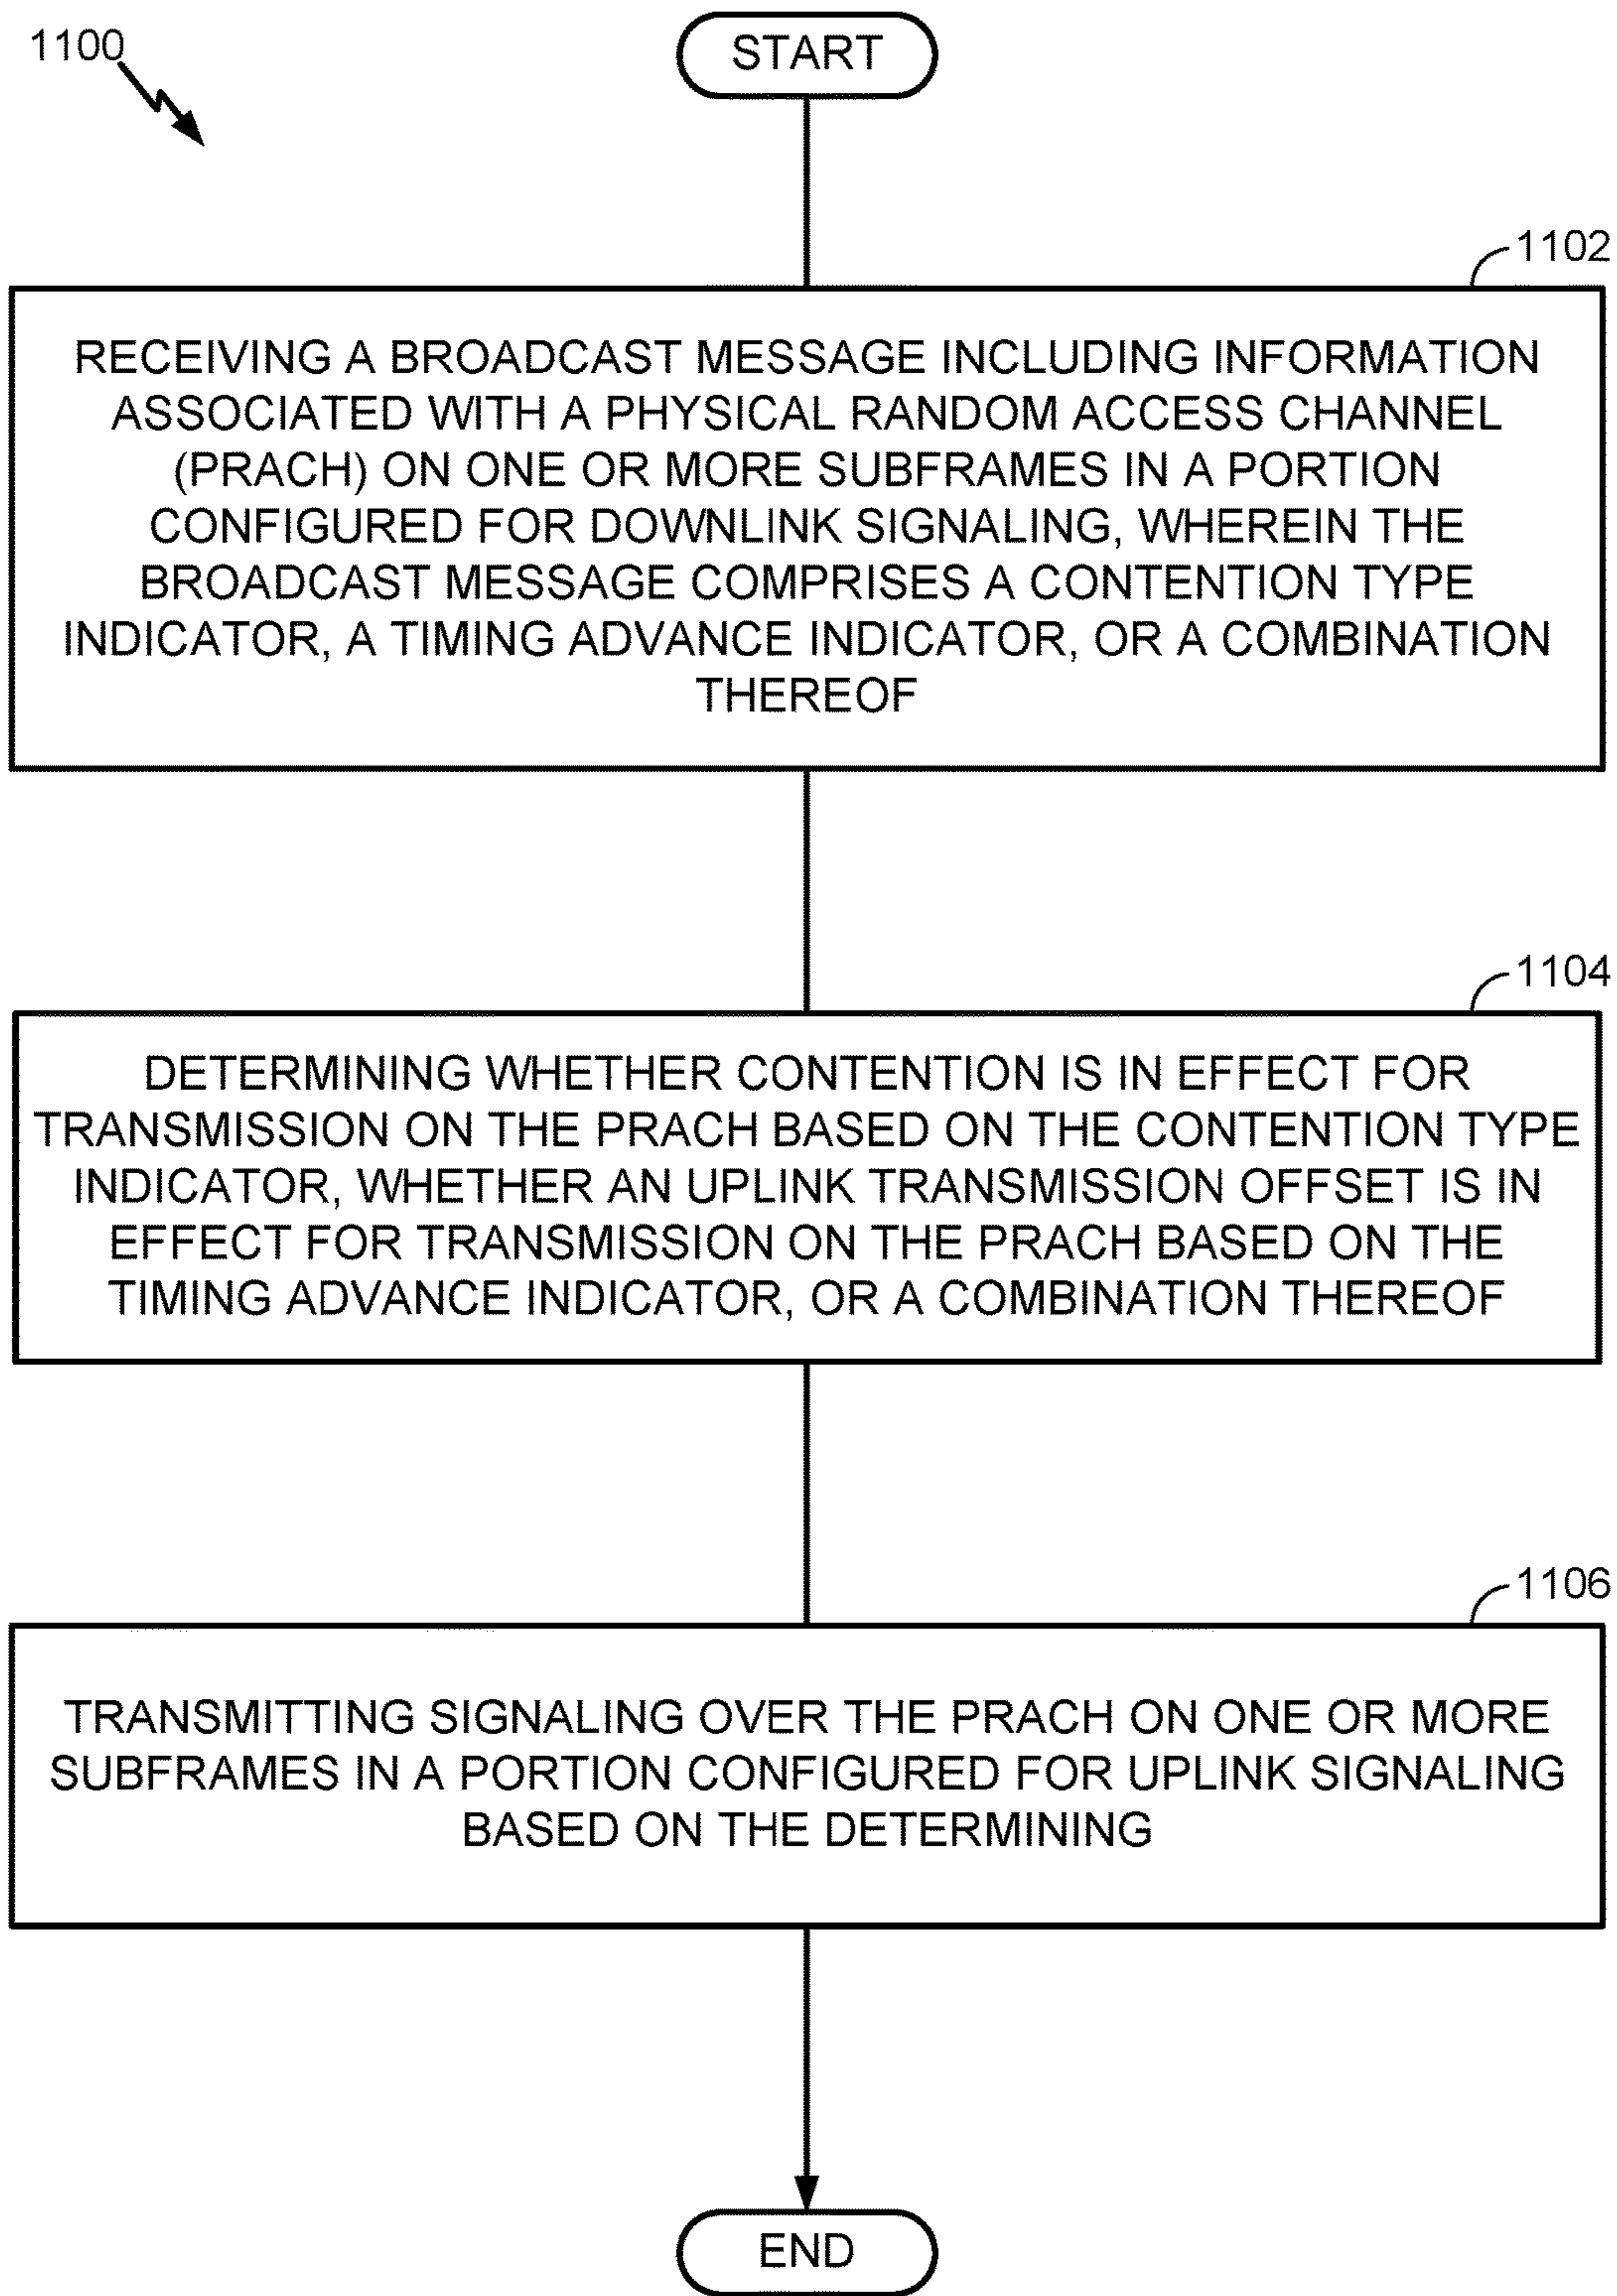 1100
START
1102
RECEIVING A BROADCAST MESSAGE INCLUDING INFORMATION
ASSOCIATED WITH A PHYSICAL RANDOM ACCESS CHANNEL
(PRACH) ON ONE OR MORE SUBFRAMES IN A PORTION
CONFIGURED FOR DOWNLINK SIGNALING, WHEREIN THE
BROADCAST MESSAGE COMPRISES A CONTENTION TYPE
INDICATOR, A TIMING ADVANCE INDICATOR, OR A COMBINATION
THEREOF
1104
DETERMINING WHETHER CONTENTION IS IN EFFECT FOR
TRANSMISSION ON THE PRACH BASED ON THE CONTENTION TYPE
INDICATOR, WHETHER AN UPLINK TRANSMISSION OFFSET IS IN
EFFECT FOR TRANSMISSION ON THE PRACH BASED ON THE
TIMING ADVANCE INDICATOR, OR A COMBINATION THEREOF
1106
TRANSMITTING SIGNALING OVER THE PRACH ON ONE OR MORE
SUBFRAMES IN A PORTION CONFIGURED FOR UPLINK SIGNALING
BASED ON THE DETERMINING
END